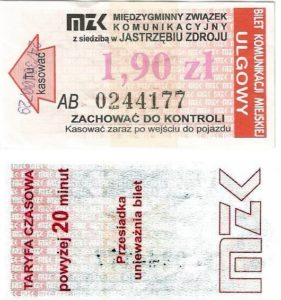 MZK MIĘDZYGMINNY ZWIĄZEK
KOMUNIKACYJNY
z siedzibą w JASTRZĘBIU ZDROJU
Tu
kasować
1,90 zł
AB 0244177
ZACHOWAĆ DO KONTROLI
Kasować zaraz po wejściu do pojazdu
BILET KOMUNIKACJI MIEJSKIEJ
ULGOWY
TARYFA CZASOWA
powyżej 20 minut
Przesiadka
unieważnia bilet
MZK